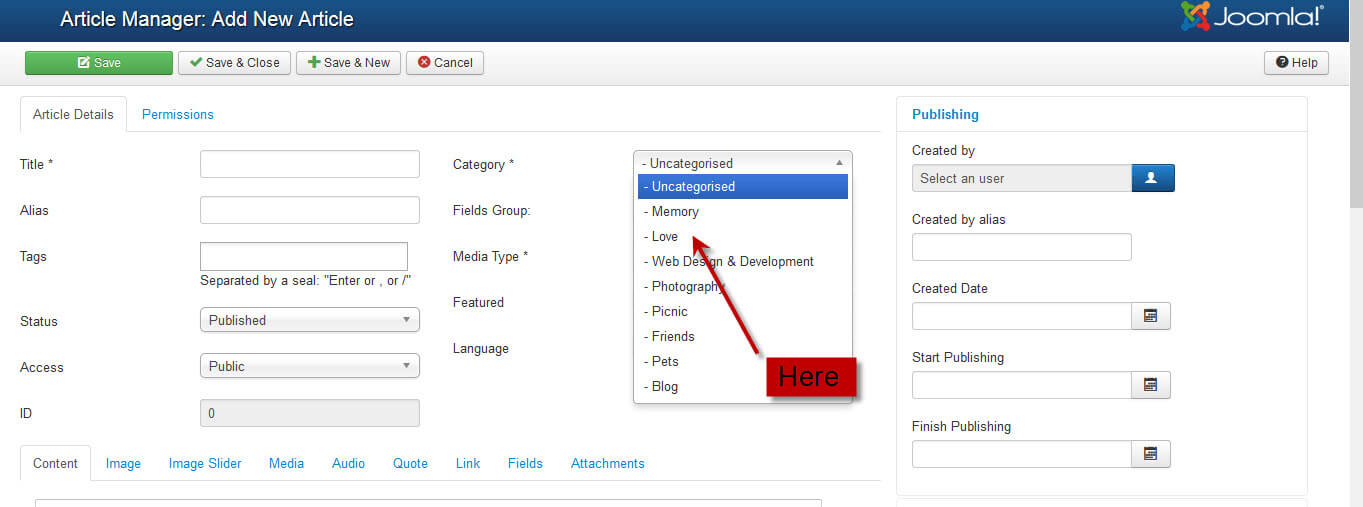 Article Manager: Add New Article
Joomla!
Save
Save & Close
Save & New
Cancel
Help
Article Details
Permissions
Title *
Alias
Tags
Separated by a seal: "Enter or , or /"
Status
Published
Access
Public
ID
0
Category *
- Uncategorised
- Uncategorised
- Memory
- Love
- Web Design & Development
- Photography
- Picnic
- Friends
- Pets
- Blog
Fields Group:
Media Type *
Featured
Language
Here
Publishing
Created by
Select an user
Created by alias
Created Date
Start Publishing
Finish Publishing
Content
Image
Image Slider
Media
Audio
Quote
Link
Fields
Attachments